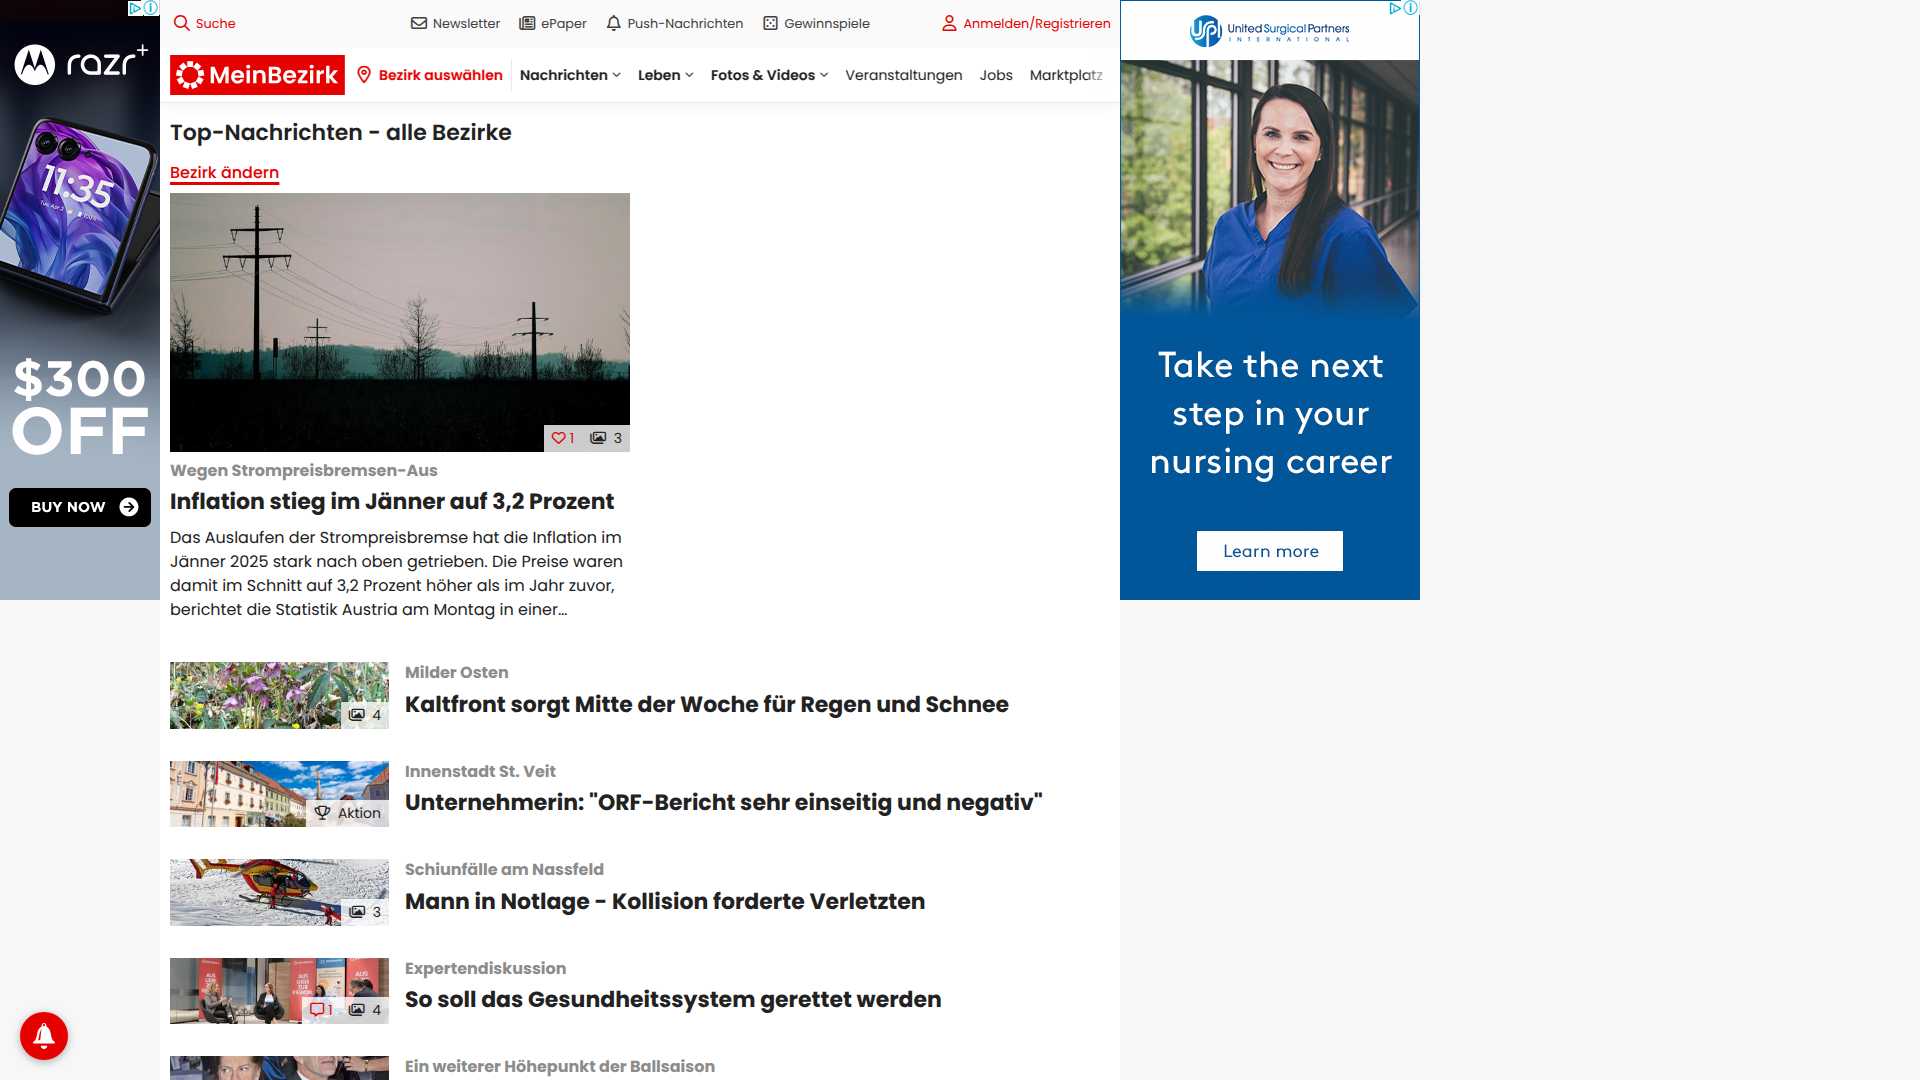 Suche
Newsletter
ePaper
Push-Nachrichten
Gewinnspiele
Anmelden/Registrieren
MeinBezirk
Bezirk auswählen
Nachrichten
Leben
Fotos & Videos
Veranstaltungen
Jobs
Marktplatz
razr+
11:35
$300
OFF
BUY NOW
Top-Nachrichten - alle Bezirke
Bezirk ändern
1
3
Wegen Strompreisbremsen-Aus
Inflation stieg im Jänner auf 3,2 Prozent
Das Auslaufen der Strompreisbremse hat die Inflation im
Jänner 2025 stark nach oben getrieben. Die Preise waren
damit im Schnitt auf 3,2 Prozent höher als im Jahr zuvor,
berichtet die Statistik Austria am Montag in einer...
4
Milder Osten
Kaltfront sorgt Mitte der Woche für Regen und Schnee
Aktion
Innenstadt St. Veit
Unternehmerin: "ORF-Bericht sehr einseitig und negativ"
3
Schiunfälle am Nassfeld
Mann in Notlage - Kollision forderte Verletzten
1
4
Expertendiskussion
So soll das Gesundheitssystem gerettet werden
Ein weiterer Höhepunkt der Ballsaison
USPI
United Surgical Partners
INTERNATIONAL
Take the next
step in your
nursing career
Learn more